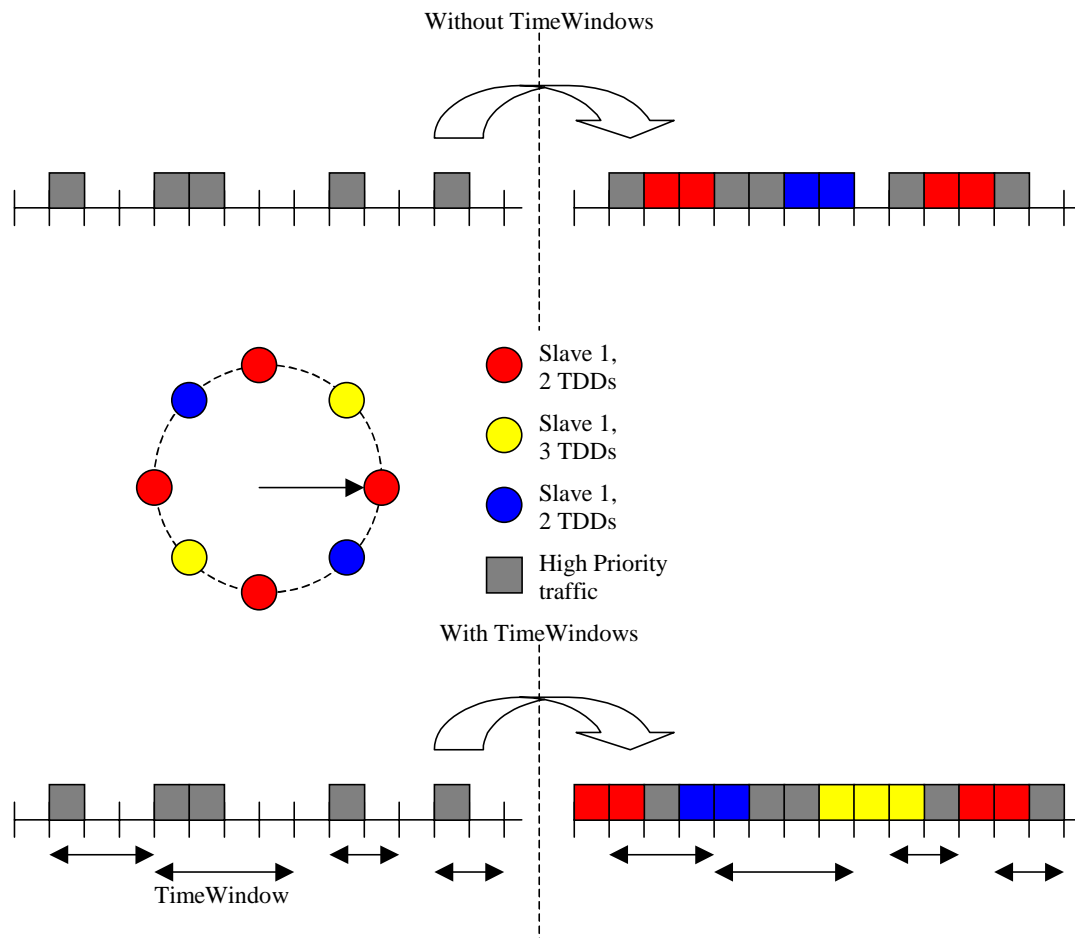 Without TimeWindows
Slave 1,
2 TDDs
Slave 1,
3 TDDs
Slave 1,
2 TDDs
High Priority
traffic
With TimeWindows
TimeWindow